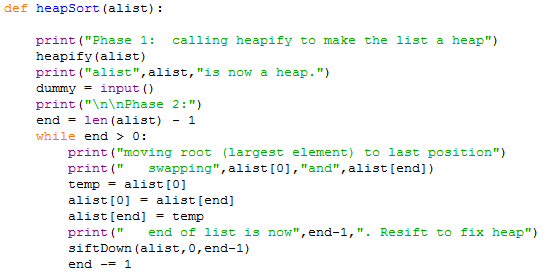 def heapSort(alist):
    print("Phase 1:  calling heapify to make the list a heap")
    heapify(alist)
    print("alist",alist,"is now a heap.")
    dummy = input()
    print("\n\nPhase 2:")
    end = len(alist) - 1
    while end > 0:
        print("moving root (largest element) to last position")
        print("   swapping",alist[0],"and",alist[end])
        temp = alist[0]
        alist[0] = alist[end]
        alist[end] = temp
        print("   end of list is now",end-1,". Resift to fix heap")
        siftDown(alist,0,end-1)
        end -= 1